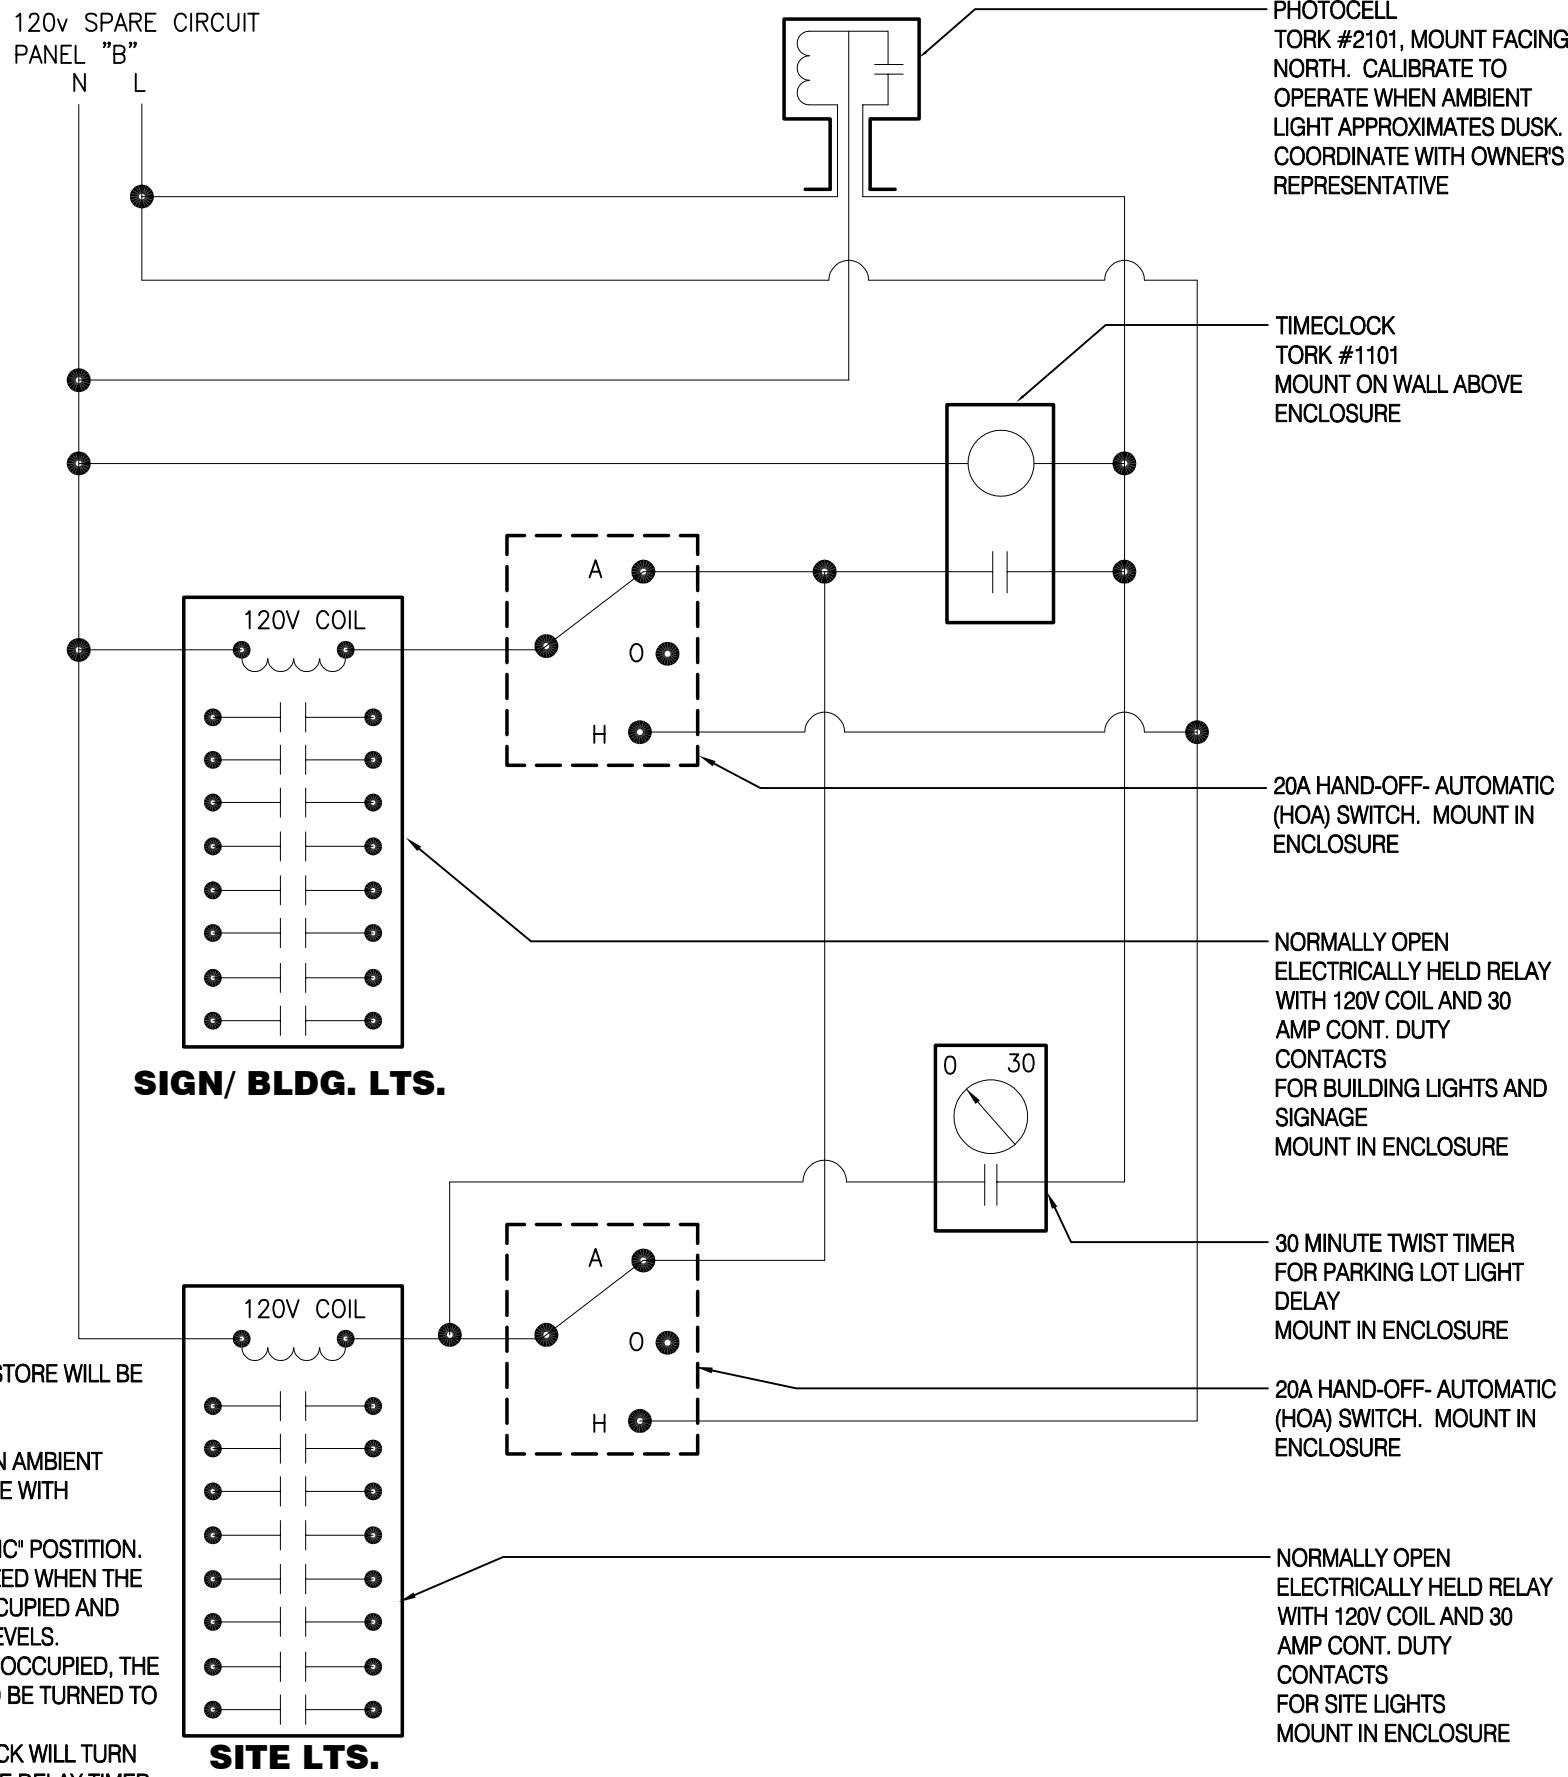 120v SPARE CIRCUIT
PANEL "B"
N L
PHOTOCELL
TORK #2101, MOUNT FACING
NORTH. CALIBRATE TO
OPERATE WHEN AMBIENT
LIGHT APPROXIMATES DUSK.
COORDINATE WITH OWNER'S
REPRESENTATIVE
TIMECLOCK
TORK #1101
MOUNT ON WALL ABOVE
ENCLOSURE
A
O
H
120V COIL
20A HAND-OFF- AUTOMATIC
(HOA) SWITCH. MOUNT IN
ENCLOSURE
NORMALLY OPEN
ELECTRICALLY HELD RELAY
WITH 120V COIL AND 30
AMP CONT. DUTY
CONTACTS
FOR BUILDING LIGHTS AND
SIGNAGE
MOUNT IN ENCLOSURE
SIGN/ BLDG. LTS.
0 30
30 MINUTE TWIST TIMER
FOR PARKING LOT LIGHT
DELAY
MOUNT IN ENCLOSURE
A
O
H
120V COIL
20A HAND-OFF- AUTOMATIC
(HOA) SWITCH. MOUNT IN
ENCLOSURE
NORMALLY OPEN
ELECTRICALLY HELD RELAY
WITH 120V COIL AND 30
AMP CONT. DUTY
CONTACTS
FOR SITE LIGHTS
MOUNT IN ENCLOSURE
SITE LTS.
STORE WILL BE
N AMBIENT
E WITH
IC" POSTITION.
ED WHEN THE
CUPIED AND
EVELS.
OCCUPIED, THE
BE TURNED TO
CK WILL TURN
E DELAY TIMER